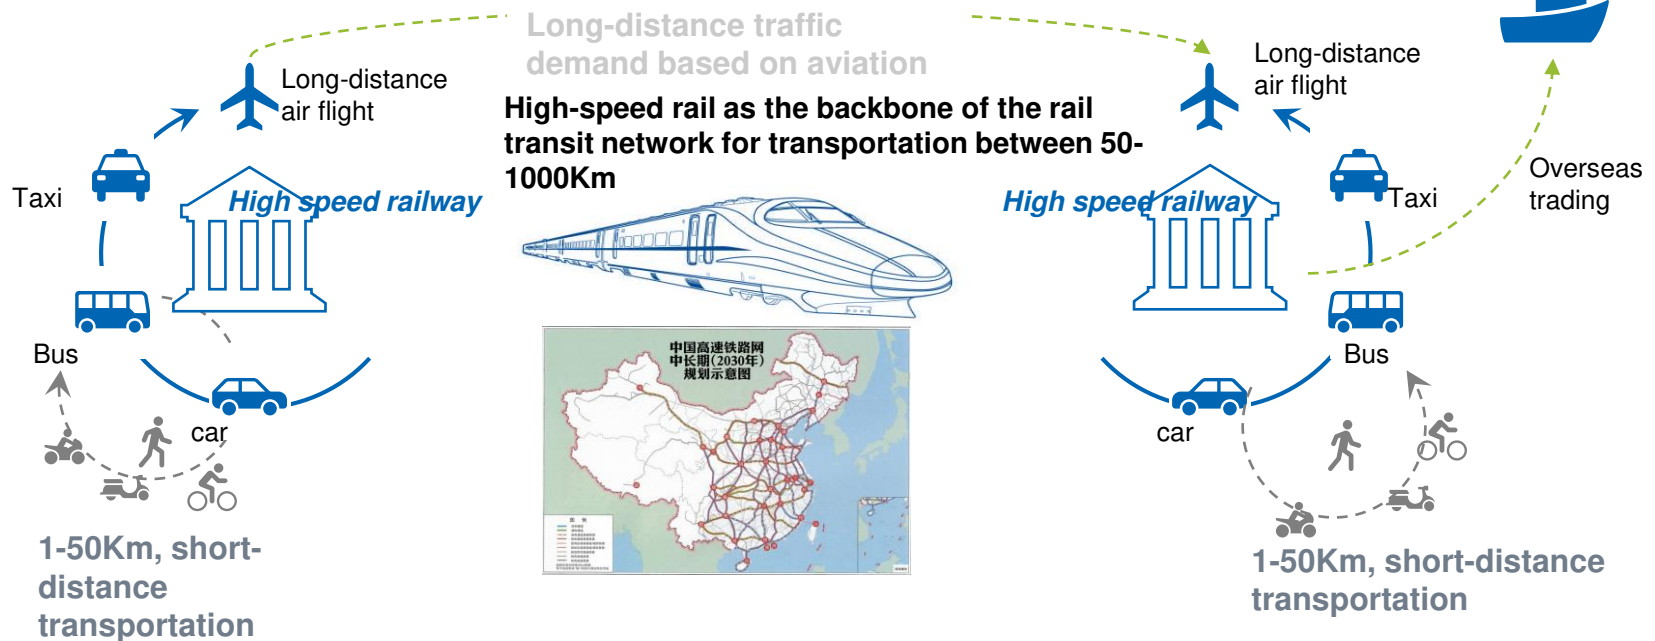 Long-distance traffic
demand based on aviation
Long-distance
air flight
Long-distance
air flight
High-speed rail as the backbone of the rail
transit network for transportation between 50-
1000Km
Taxi
High speed railway
High speed railway
Taxi
Overseas
trading
Bus
Bus
car
car
中国高速铁路网
中长期(2030年)
规划示意图
图 例
1-50Km, short-
distance
transportation
1-50Km, short-distance
transportation